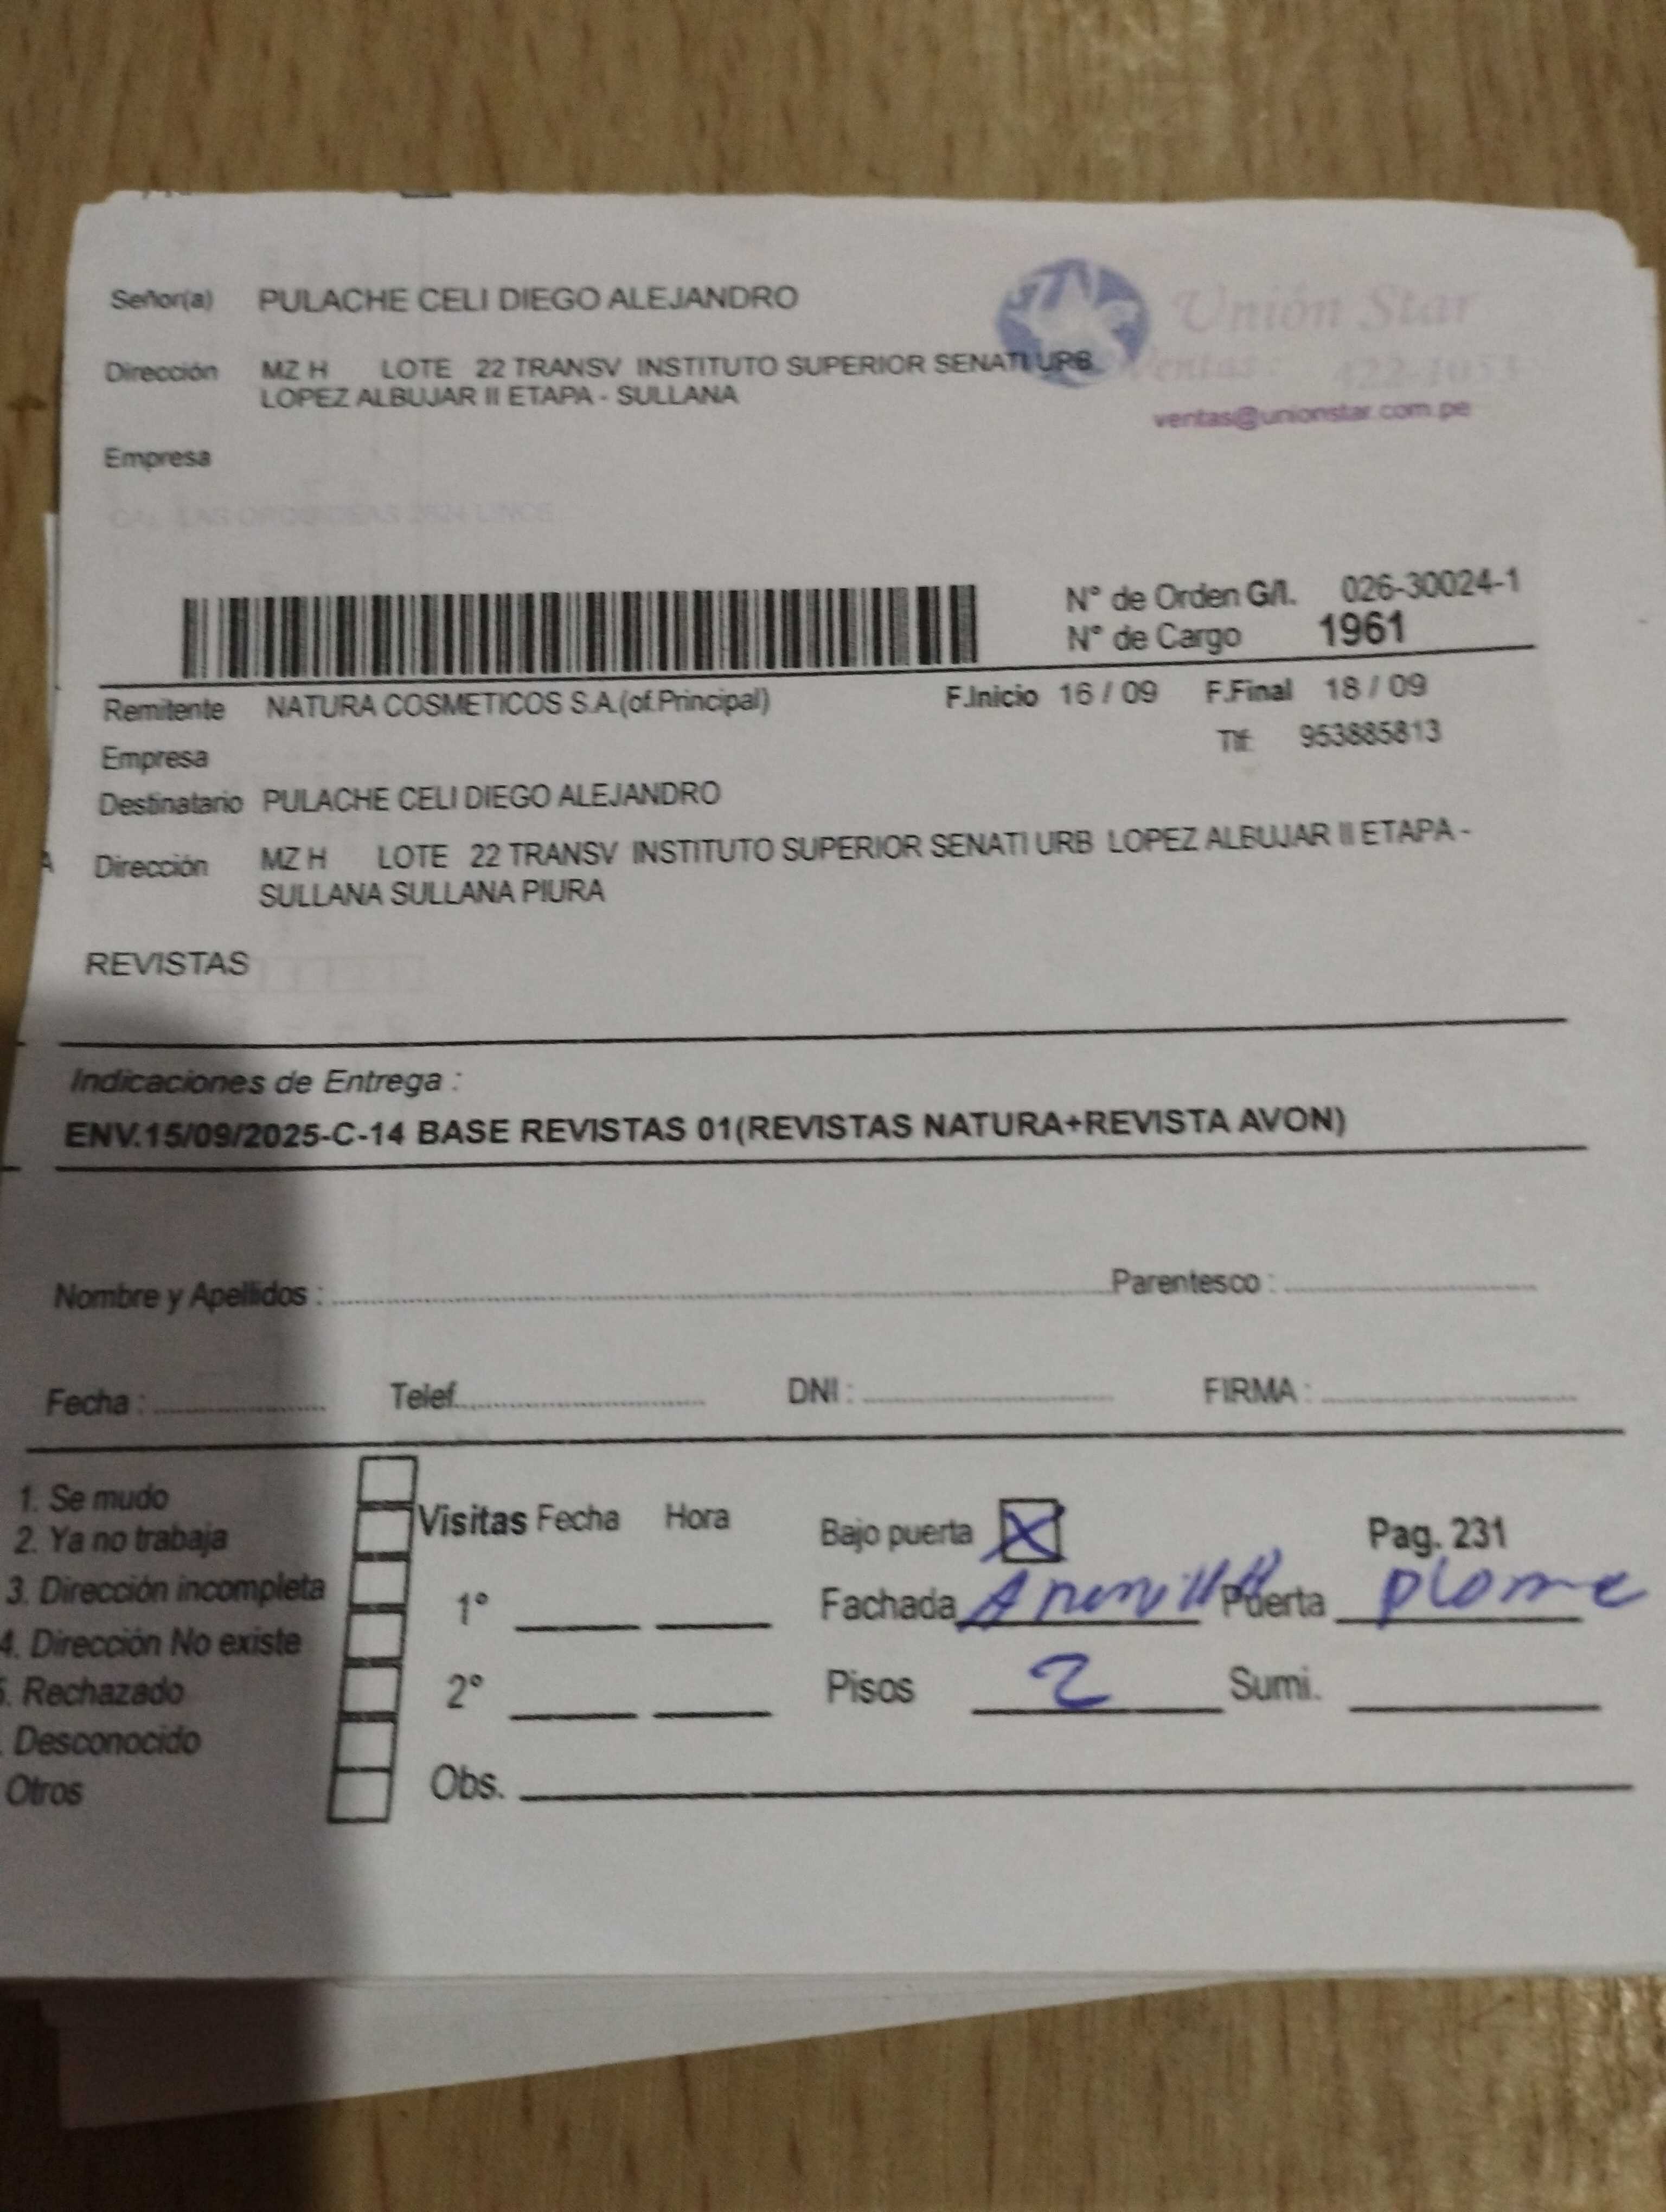 Señor(a) PULACHE CELI DIEGO ALEJANDRO
Unión Star
Dirección MZ H LOTE 22 TRANSV INSTITUTO SUPERIOR SENATI URB
Ventas: 422-1053
LOPEZ ALBUJAR II ETAPA - SULLANA
ventas@unionstar.com.pe
Empresa
N° de Orden G/I. 026-30024-1
N° de Cargo 1961
Remitente NATURA COSMETICOS S.A.(of.Principal) F.Inicio 16 / 09 F.Final 18 / 09
Empresa Tlf: 953885813
Destinatario PULACHE CELI DIEGO ALEJANDRO
Dirección MZ H LOTE 22 TRANSV INSTITUTO SUPERIOR SENATI URB LOPEZ ALBUJAR II ETAPA -
SULLANA SULLANA PIURA
REVISTAS
Indicaciones de Entrega :
ENV.15/09/2025-C-14 BASE REVISTAS 01(REVISTAS NATURA+REVISTA AVON)
Nombre y Apellidos : Parentesco :
Fecha : Telef. DNI : FIRMA :
1. Se mudo
2. Ya no trabaja
3. Dirección incompleta
4. Dirección No existe
5. Rechazado
. Desconocido
Otros
Visitas Fecha Hora
1°
2°
Obs.
Bajo puerta X Pag. 231
Fachada Puerta plome
Pisos 2 Sumi.